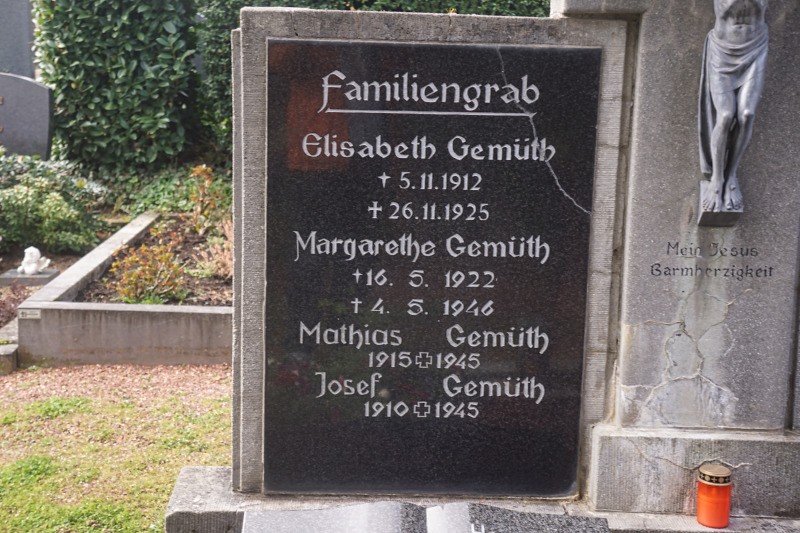 Familiengrab
Elisabeth Gemüth
✝ 5. 11. 1912
✝ 26. 11. 1925
Margarethe Gemüth
✝ 16. 5. 1922
✝ 4. 5. 1946
Mathias Gemüth
1915 ✠ 1945
Josef Gemüth
1910 ✠ 1945
Mein Jesus
Barmherzigkeit